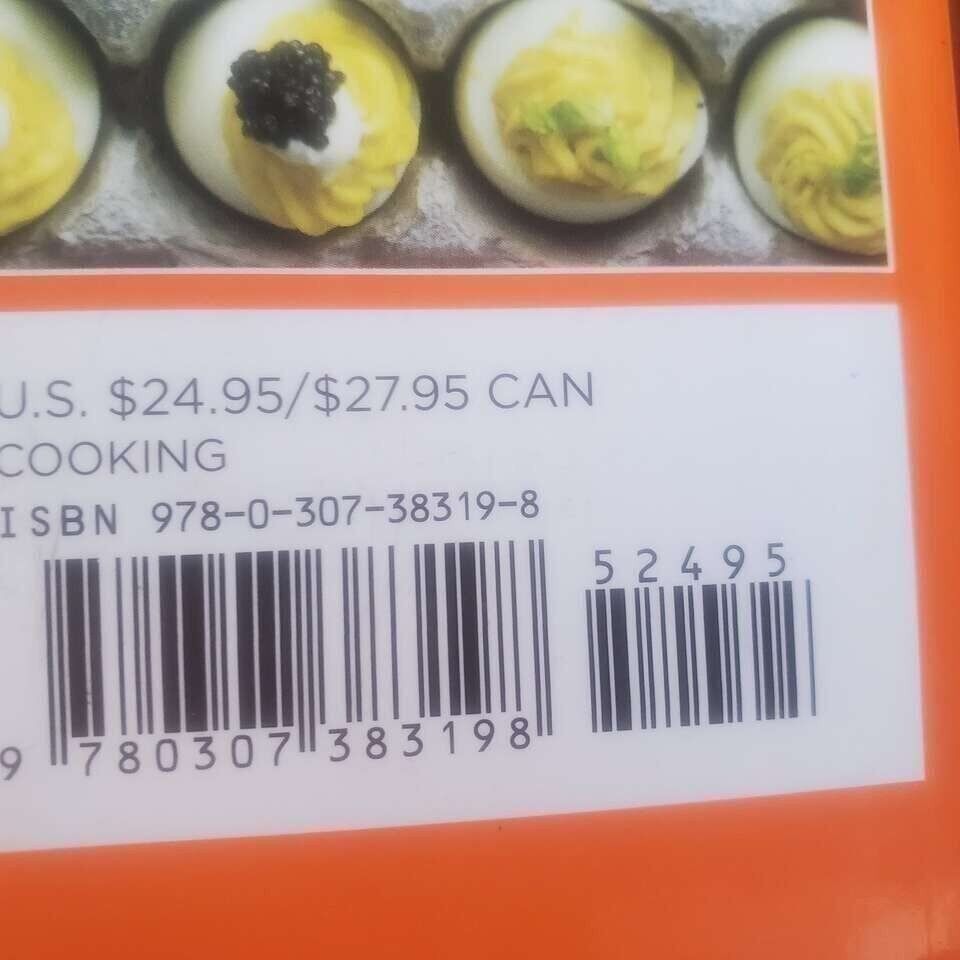 U.S. $24.95/$27.95 CAN
COOKING
ISBN 978-0-307-38319-8
52495
9 780307 383198